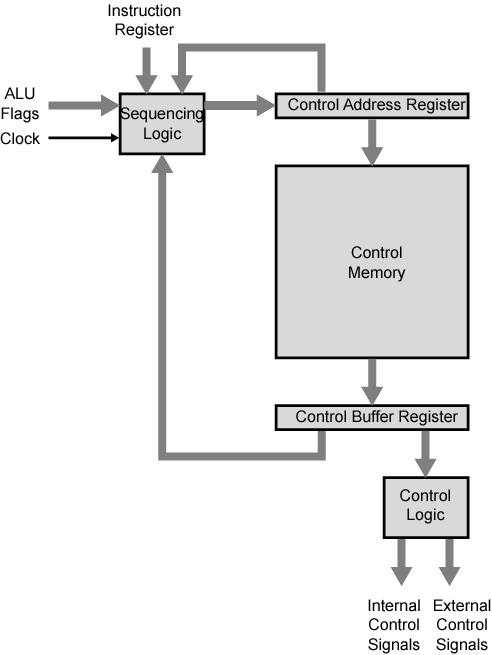 Instruction
Register
ALU
Flags
Clock
Sequencing
Logic
Control Address Register
Control
Memory
Control Buffer Register
Control
Logic
Internal
Control
Signals
External
Control
Signals